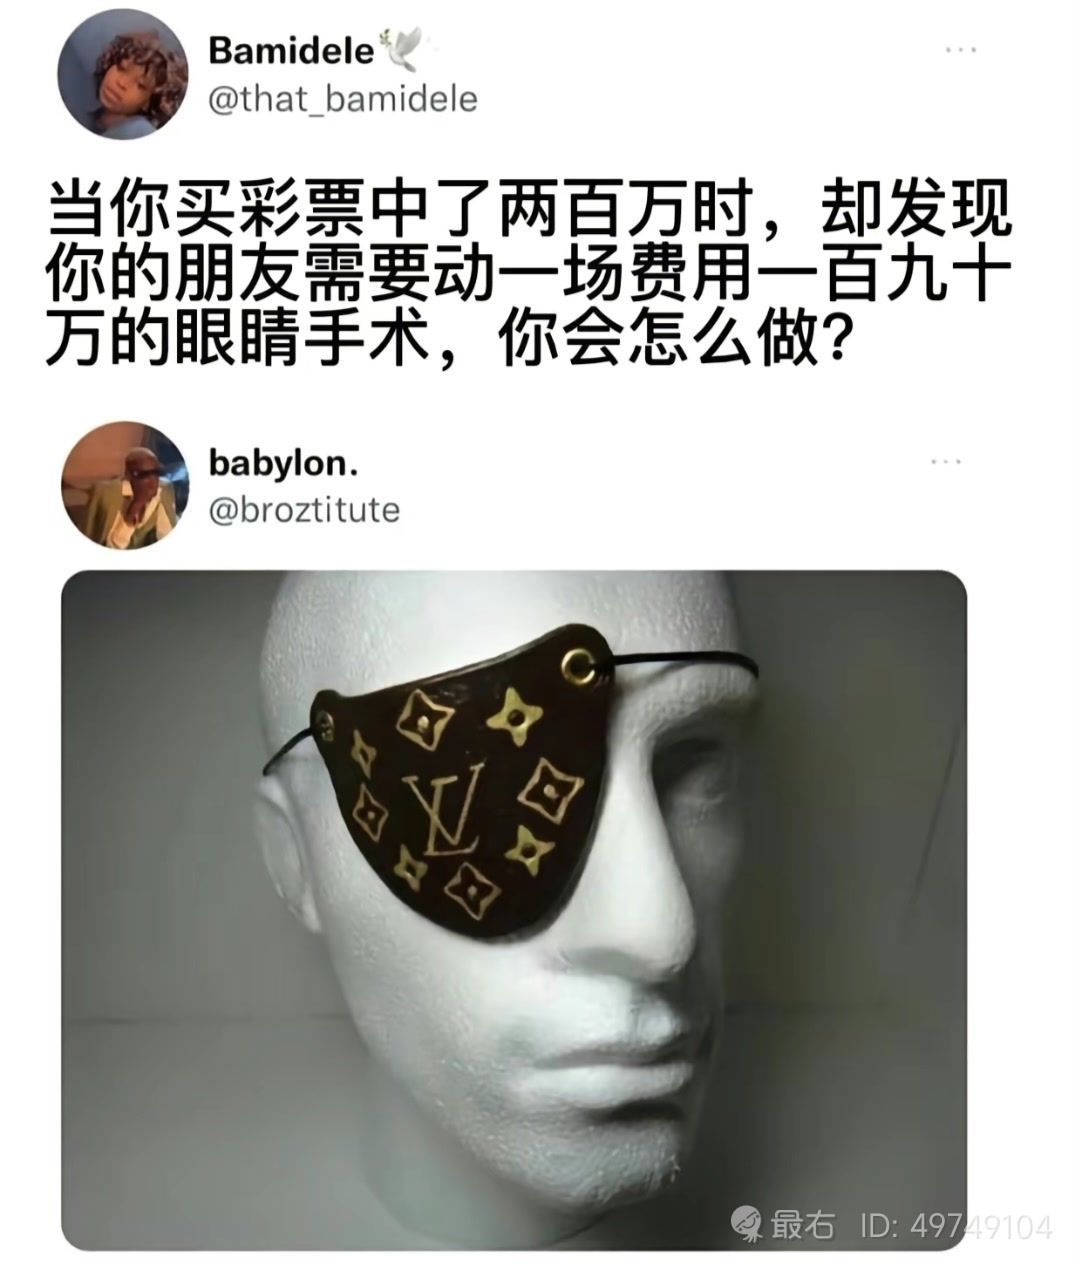 Bamidele🕊
@that_bamidele
当你买彩票中了两百万时，却发现
你的朋友需要动一场费用一百九十
万的眼睛手术，你会怎么做？
babylon.
@broztitute
LV
最右 ID: 49749104